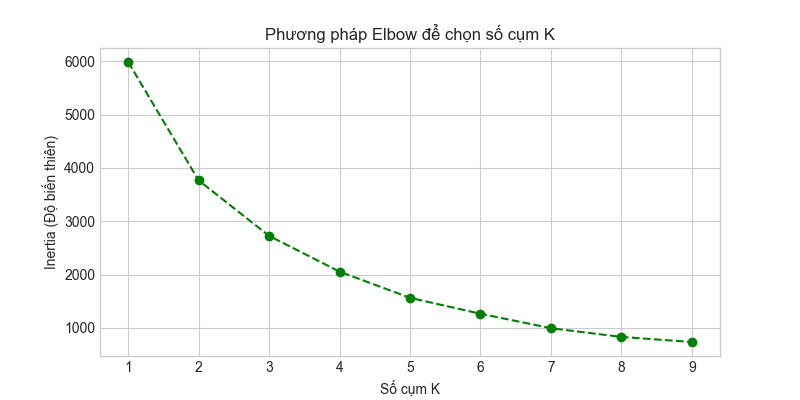 Phương pháp Elbow để chọn số cụm K
Inertia (Độ biến thiên)
6000
5000
4000
3000
2000
1000
1 2 3 4 5 6 7 8 9
Số cụm K